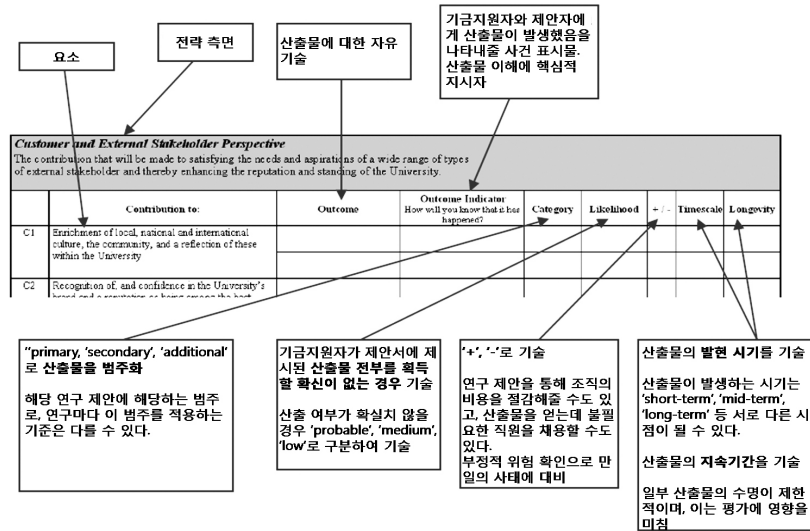 요소
전략 측면
산출물에 대한 자유
기술
기금지원자와 제안자에
게 산출물이 발생했음을
나타내줄 사건 표시물.
산출물 이해에 핵심적
지시자
Customer and External Stakeholder Perspective
The contribution that will be made to satisfying the needs and aspirations of a wide range of types
of external stakeholder and thereby enhancing the reputation and standing of the University.
Contribution to:
Outcome
Outcome Indicator
How will you know that it has
happened?
Category
Likelihood
+ / -
Timescale
Longevity
C1
Enrichment of local, national and international
culture, the community, and a reflection of these
within the University
C2
Recognition of, and confidence in the University's
brand and a reputation as being among the best
"primary, 'secondary', 'additional'
로 산출물을 범주화
해당 연구 제안에 해당하는 범주
로, 연구마다 이 범주를 적용하는
기준은 다를 수 있다.
기금지원자가 제안서에 제
시된 산출물 전부를 획득
할 확신이 없는 경우 기술
산출 여부가 확실치 않을
경우 'probable', 'medium',
'low'로 구분하여 기술
'+', '-'로 기술
연구 제안을 통해 조직의
비용을 절감해줄 수도 있
고, 산출물을 얻는데 불필
요한 직원을 채용할 수도
있다.
부정적 위험 확인으로 만
일의 사태에 대비
산출물의 발현 시기를 기술
산출물이 발생하는 시기는
'short-term', 'mid-term',
'long-term' 등 서로 다른 시
점이 될 수 있다.
산출물의 지속기간을 기술
일부 산출물의 수명이 제한
적이며, 이는 평가에 영향을
미침